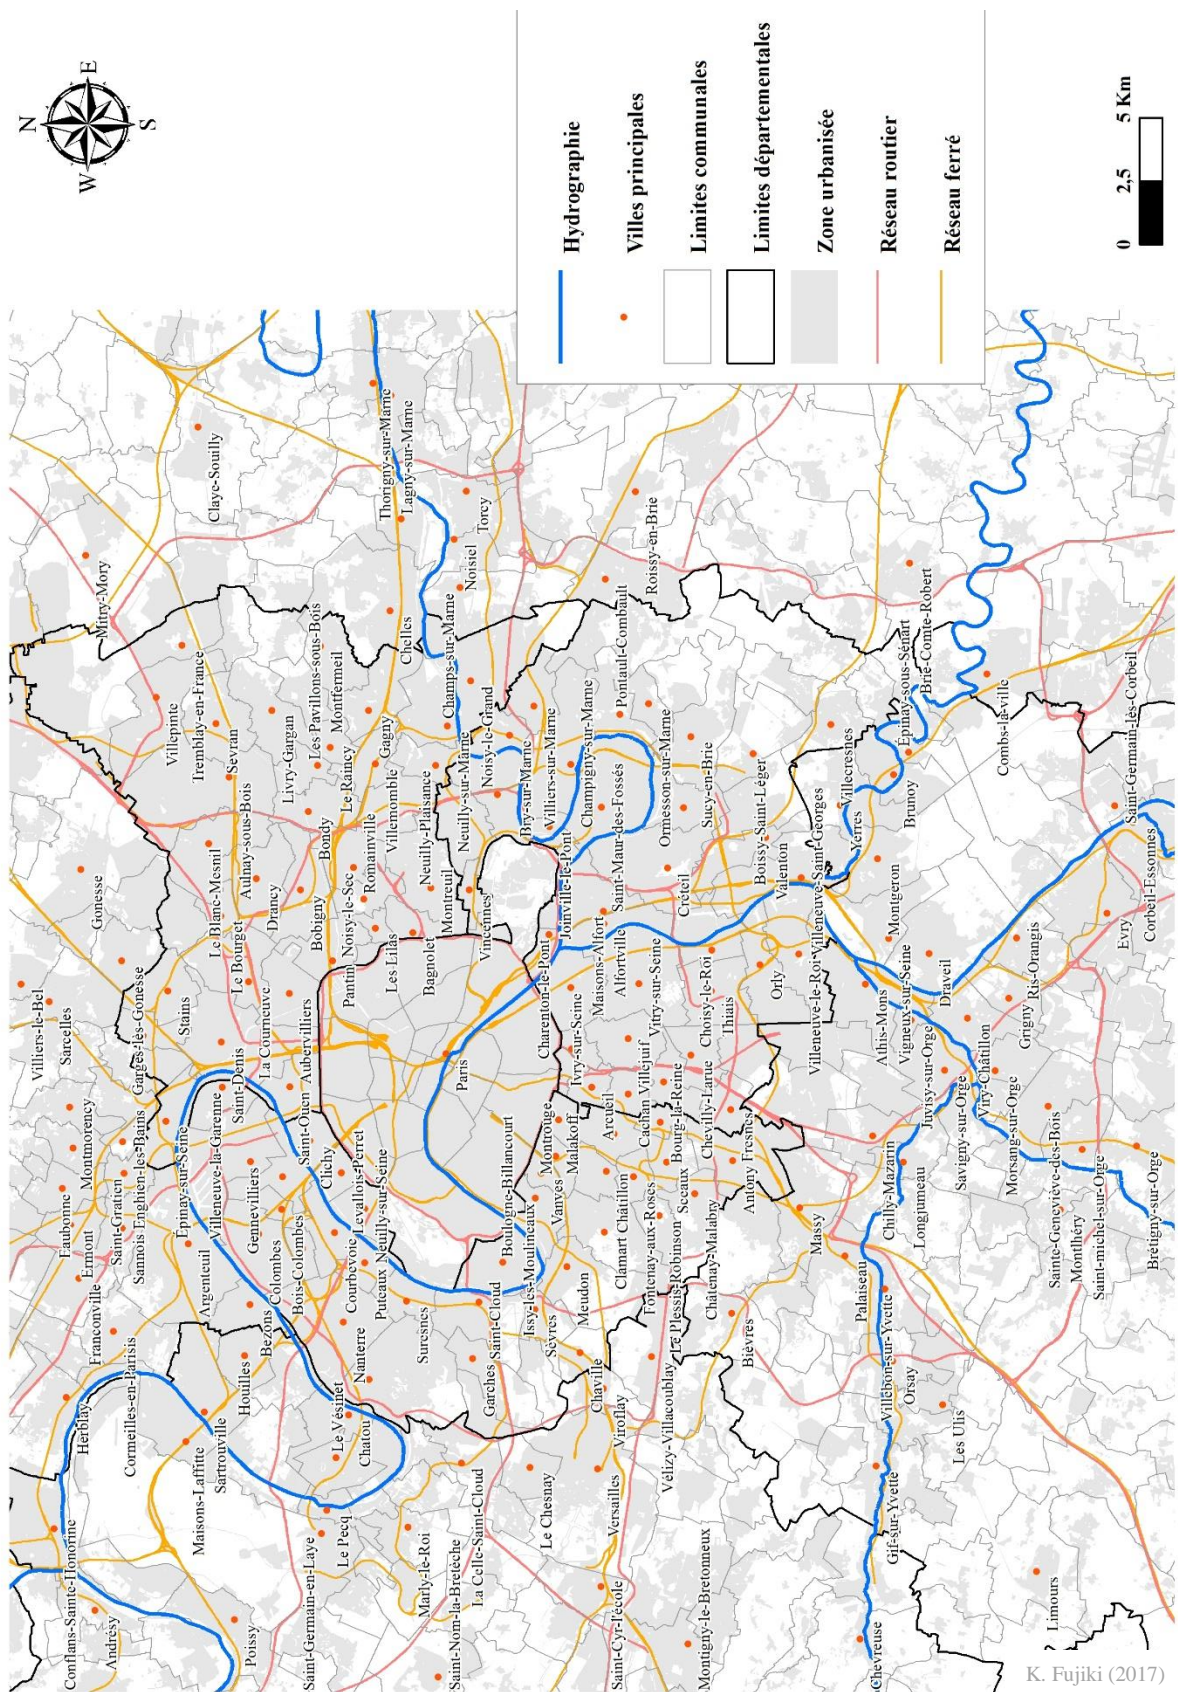 N
E
S
W
Hydrographie
Villes principales
Limites communales
Limites départementales
Zone urbanisée
Réseau routier
Réseau ferré
0
2,5
5 Km
Conflans-Sainte-Honorine
Andrésy
Poissy
Herblay
Cormeilles-en-Parisis
Maisons-Laffitte
Sartrouville
Houilles
Franconville
Ermont
Eaubonne
Montmorency
Saint-Gratien
Sannois
Enghien-les-Bains
Argenteuil
Épinay-sur-Seine
Villeneuve-la-Garenne
Gennevilliers
Bezons
Colombes
Bois-Colombes
Villiers-le-Bel
Sarcelles
Garges-lès-Gonesse
Gonesse
Stains
Saint-Denis
La Courneuve
Aubervilliers
Saint-Ouen
Clichy
Levallois-Perret
Neuilly-sur-Seine
Courbevoie
Puteaux
Nanterre
Suresnes
Le Vésinet
Chatou
Saint-Germain-en-Laye
Le Pecq
Marly-le-Roi
Saint-Nom-la-Bretèche
La Celle-Saint-Cloud
Le Chesnay
Garches
Saint-Cloud
Boulogne-Billancourt
Issy-les-Moulineaux
Sèvres
Meudon
Chaville
Viroflay
Versailles
Saint-Cyr-l'école
Montigny-le-Bretonneux
Vélizy-Villacoublay
Mitry-Mory
Villepinte
Tremblay-en-France
Claye-Souilly
Sevran
Aulnay-sous-Bois
Le Blanc-Mesnil
Le Bourget
Drancy
Bobigny
Bondy
Livry-Gargan
Les-Pavillons-sous-Bois
Montfermeil
Le Raincy
Gagny
Villemomble
Romainville
Noisy-le-Sec
Pantin
Les-Lilas
Bagnolet
Montreuil
Vincennes
Neuilly-Plaisance
Neuilly-sur-Marne
Noisy-le-Grand
Chelles
Champs-sur-Marne
Noisiel
Torcy
Thorigny-sur-Marne
Lagny-sur-Marne
Paris
Charenton-le-Pont
Joinville-le-Pont
Bry-sur-Marne
Villiers-sur-Marne
Champigny-sur-Marne
Saint-Maur-des-Fossés
Maisons-Alfort
Alfortville
Ivry-sur-Seine
Vitry-sur-Seine
Villejuif
Cachan
Arcueil
Montrouge
Malakoff
Vanves
Clamart
Châtillon
Fontenay-aux-Roses
Le Plessis-Robinson
Sceaux
Bourg-la-Reine
Châtenay-Malabry
Antony
Fresnes
Chevilly-Larue
Thiais
Choisy-le-Roi
Créteil
Ormesson-sur-Marne
Sucy-en-Brie
Boissy-Saint-Léger
Valenton
Pontault-Combault
Roissy-en-Brie
Orly
Villeneuve-le-Roi
Villeneuve-Saint-Georges
Villecresnes
Yerres
Brunoy
Épinay-sous-Sénart
Brie-Comte-Robert
Combs-la-ville
Montgeron
Athis-Mons
Vigneux-sur-Seine
Draveil
Juvisy-sur-Orge
Savigny-sur-Orge
Viry-Châtillon
Morsang-sur-Orge
Grigny
Ris-Orangis
Evry
Corbeil-Essonnes
Saint-Germain-lès-Corbeil
Sainte-Geneviève-des-Bois
Montlhéry
Saint-michel-sur-Orge
Brétigny-sur-Orge
Bièvres
Massy
Palaiseau
Chilly-Mazarin
Longjumeau
Villebon-sur-Yvette
Orsay
Les Ulis
Gif-sur-Yvette
Chevreuse
Limours
K. Fujiki (2017)